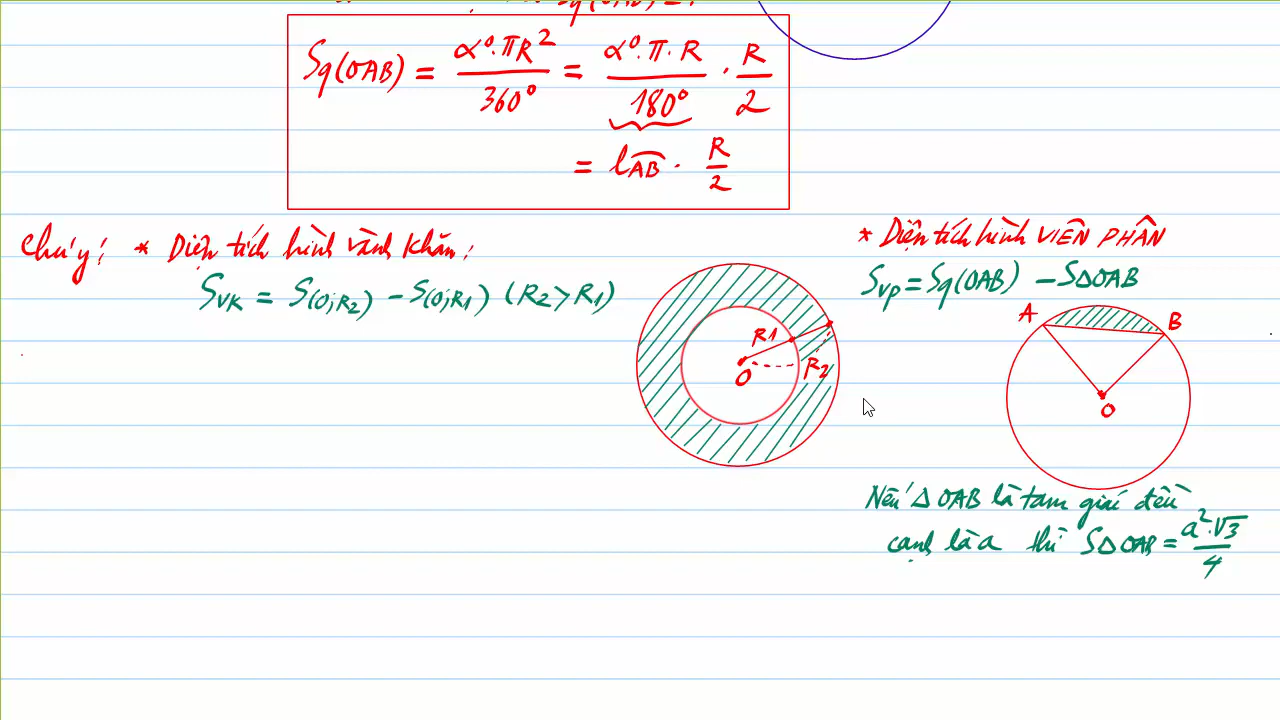 Sq(OAB) = α°.πR² / 360° = α°.π.R / 180° . R / 2
= lAB . R / 2
Chú ý: * Diện tích hình vành khăn:
SVK = S(O;R2) - S(O;R1) (R2 > R1)
R1
R2
O
* Diện tích hình VIÊN PHÂN
Svp = Sq(OAB) - SΔOAB
A
B
O
Nếu ΔOAB là tam giác đều
cạnh là a thì SΔOAB = a².√3 / 4